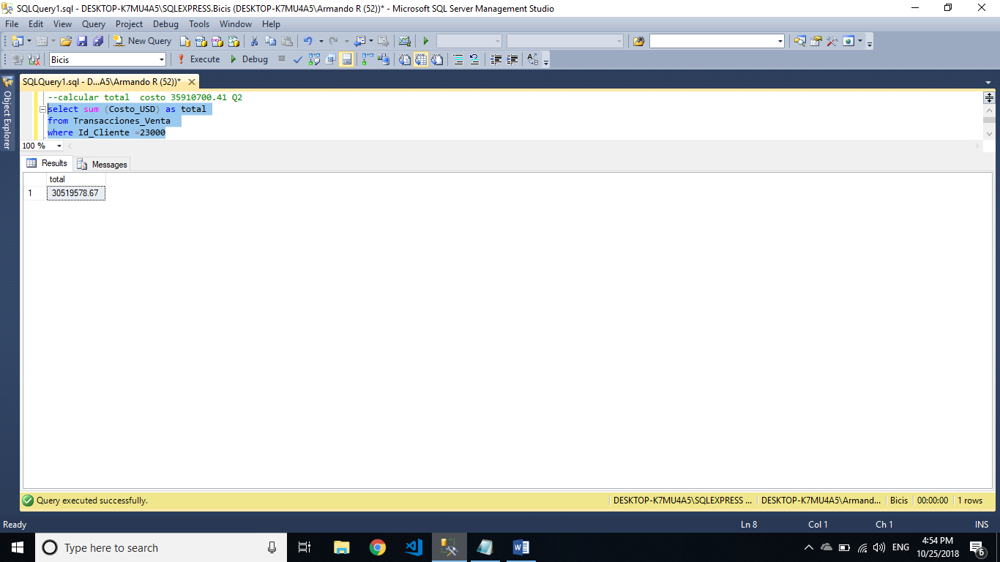 SQLQuery1.sql - DESKTOP-K7MU4A5\SQLEXPRESS.Bicis (DESKTOP-K7MU4A5\Armando R (52))* - Microsoft SQL Server Management Studio
File Edit View Query Project Debug Tools Window Help
New Query
Bicis Execute Debug
SQLQuery1.sql - D...A5\Armando R (52))*
Object Explorer
--calcular total  costo 35910700.41 Q2
select sum (Costo_USD) as total
from Transacciones_Venta
where Id_Cliente =23000
100 %
Results Messages
total
1 30519578.67
Query executed successfully. DESKTOP-K7MU4A5\SQLEXPRESS ... DESKTOP-K7MU4A5\Armand... Bicis 00:00:00 1 rows
Ready Ln 8 Col 1 Ch 1 INS
Type here to search ENG 4:54 PM
10/25/2018 6